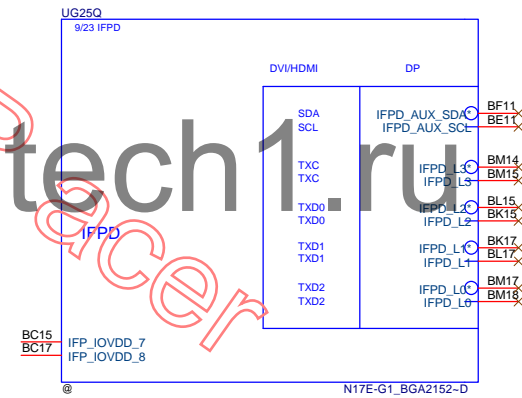 UG25Q
9/23 IFPD
DVI/HDMI DP
SDA IFPD_AUX_SDA* BF11
SCL IFPD_AUX_SCL BE11
TXC IFPD_L3* BM14
TXC IFPD_L3 BM15
TXD0 IFPD_L2* BL15
TXD0 IFPD_L2 BK15
IFPD
TXD1 IFPD_L1* BK17
TXD1 IFPD_L1 BL17
TXD2 IFPD_L0* BM17
TXD2 IFPD_L0 BM18
BC15 IFP_IOVDD_7
BC17 IFP_IOVDD_8
@ N17E-G1_BGA2152~D
tech1.ru
acer